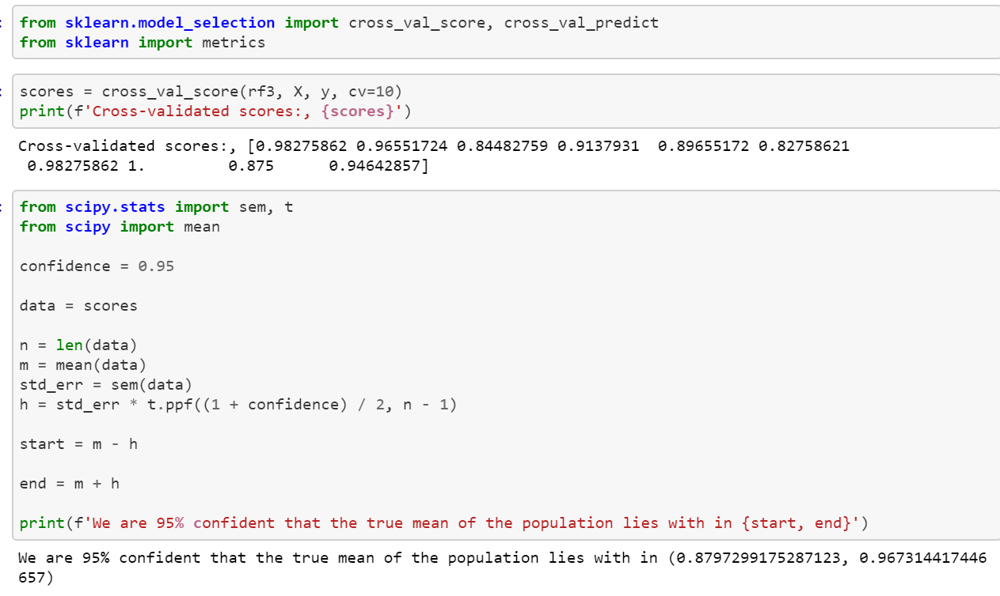 from sklearn.model_selection import cross_val_score, cross_val_predict
from sklearn import metrics
scores = cross_val_score(rf3, X, y, cv=10)
print(f'Cross-validated scores:, {scores}')
Cross-validated scores:, [0.98275862 0.96551724 0.84482759 0.9137931  0.89655172 0.82758621
 0.98275862 1.         0.875      0.94642857]
from scipy.stats import sem, t
from scipy import mean
confidence = 0.95
data = scores
n = len(data)
m = mean(data)
std_err = sem(data)
h = std_err * t.ppf((1 + confidence) / 2, n - 1)
start = m - h
end = m + h
print(f'We are 95% confident that the true mean of the population lies with in {start, end}')
We are 95% confident that the true mean of the population lies with in (0.8797299175287123, 0.967314417446
657)